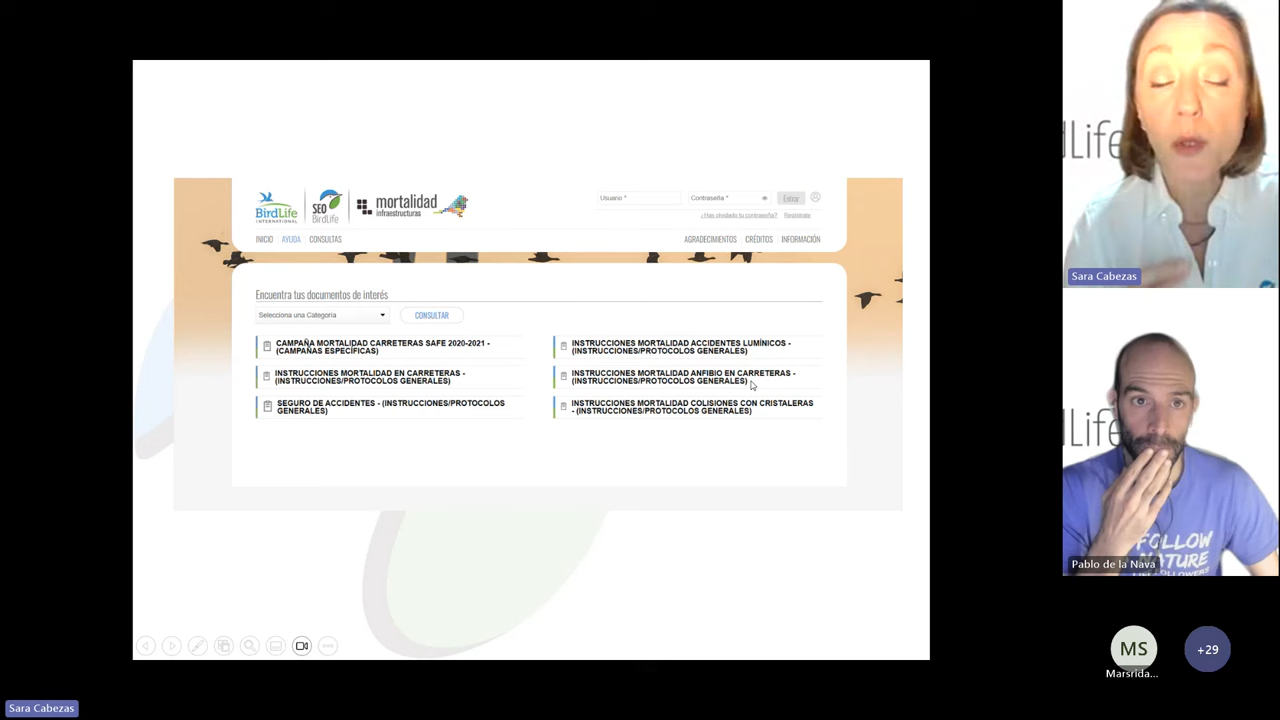 BirdLife
INTERNATIONAL
SEO
BirdLife
mortalidad
infraestructuras
Usuario *
Contraseña *
Entrar
¿Has olvidado tu contraseña?
Regístrate
INICIO
AYUDA
CONSULTAS
AGRADECIMIENTOS
CRÉDITOS
INFORMACIÓN
Encuentra tus documentos de interés
Selecciona una Categoría
CONSULTAR
CAMPAÑA MORTALIDAD CARRETERAS SAFE 2020-2021 -
(CAMPAÑAS ESPECÍFICAS)
INSTRUCCIONES MORTALIDAD ACCIDENTES LUMÍNICOS -
(INSTRUCCIONES/PROTOCOLOS GENERALES)
INSTRUCCIONES MORTALIDAD EN CARRETERAS -
(INSTRUCCIONES/PROTOCOLOS GENERALES)
INSTRUCCIONES MORTALIDAD ANFIBIO EN CARRETERAS -
(INSTRUCCIONES/PROTOCOLOS GENERALES)
SEGURO DE ACCIDENTES - (INSTRUCCIONES/PROTOCOLOS
GENERALES)
INSTRUCCIONES MORTALIDAD COLISIONES CON CRISTALERAS
- (INSTRUCCIONES/PROTOCOLOS GENERALES)
dLife
Sara Cabezas
dLife
FOLLOW
NATURE
Pablo de la Nava
MS
+29
Marsrida...
Sara Cabezas